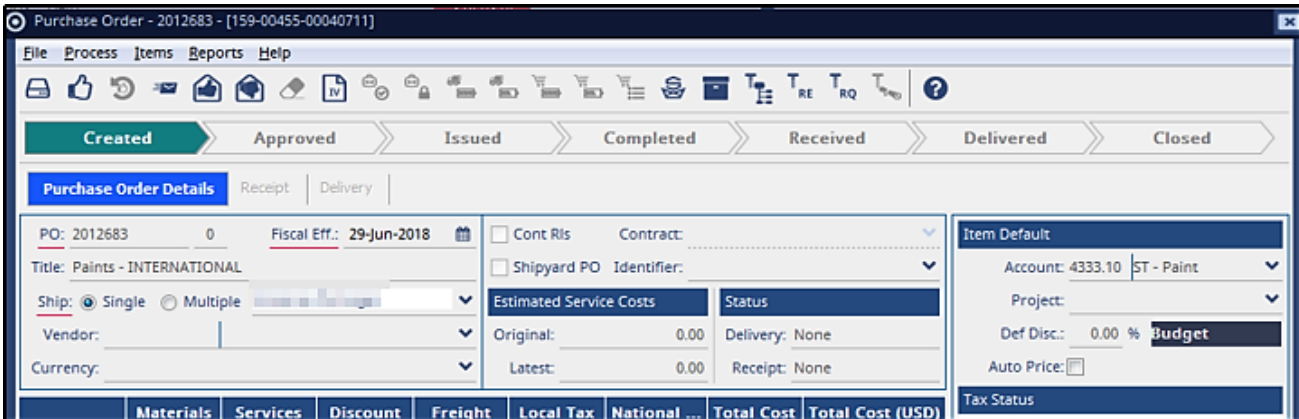 Purchase Order - 2012683 - [159-00455-00040711]
File Process Items Reports Help
IV RE RQ
Created Approved Issued Completed Received Delivered Closed
Purchase Order Details Receipt Delivery
PO: 2012683 0 Fiscal Eff.: 29-Jun-2018 Cont Rls Contract: Item Default
Title: Paints - INTERNATIONAL Shipyard PO Identifier: Account: 4333.10 ST - Paint
Ship: Single Multiple Estimated Service Costs Status Project:
Vendor: Original: 0.00 Delivery: None Def Disc.: 0.00 % Budget
Currency: Latest: 0.00 Receipt: None Auto Price:
Materials Services Discount Freight Local Tax National ... Total Cost Total Cost (USD) Tax Status